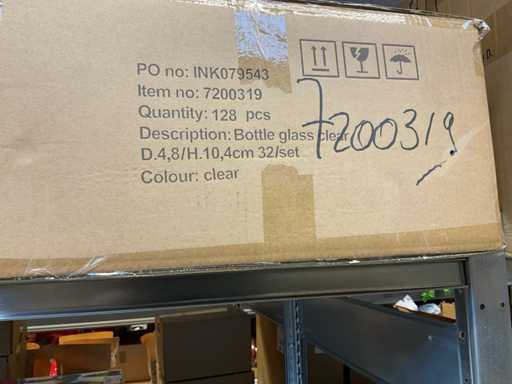 PO no: INK079543
Item no: 7200319
Quantity: 128 pcs
Description: Bottle glass clear
D.4,8/H.10,4cm 32/set
Colour: clear
7200319